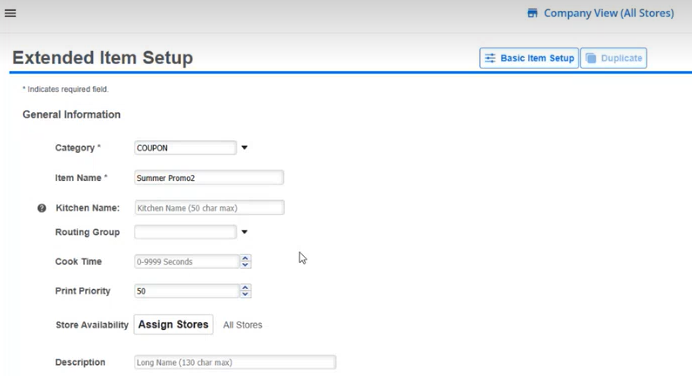 Company View (All Stores)
Extended Item Setup
Basic Item Setup
Duplicate
* Indicates required field.
General Information
Category * COUPON
Item Name * Summer Promo2
Kitchen Name: Kitchen Name (50 char max)
Routing Group
Cook Time 0-9999 Seconds
Print Priority 50
Store Availability Assign Stores All Stores
Description Long Name (130 char max)